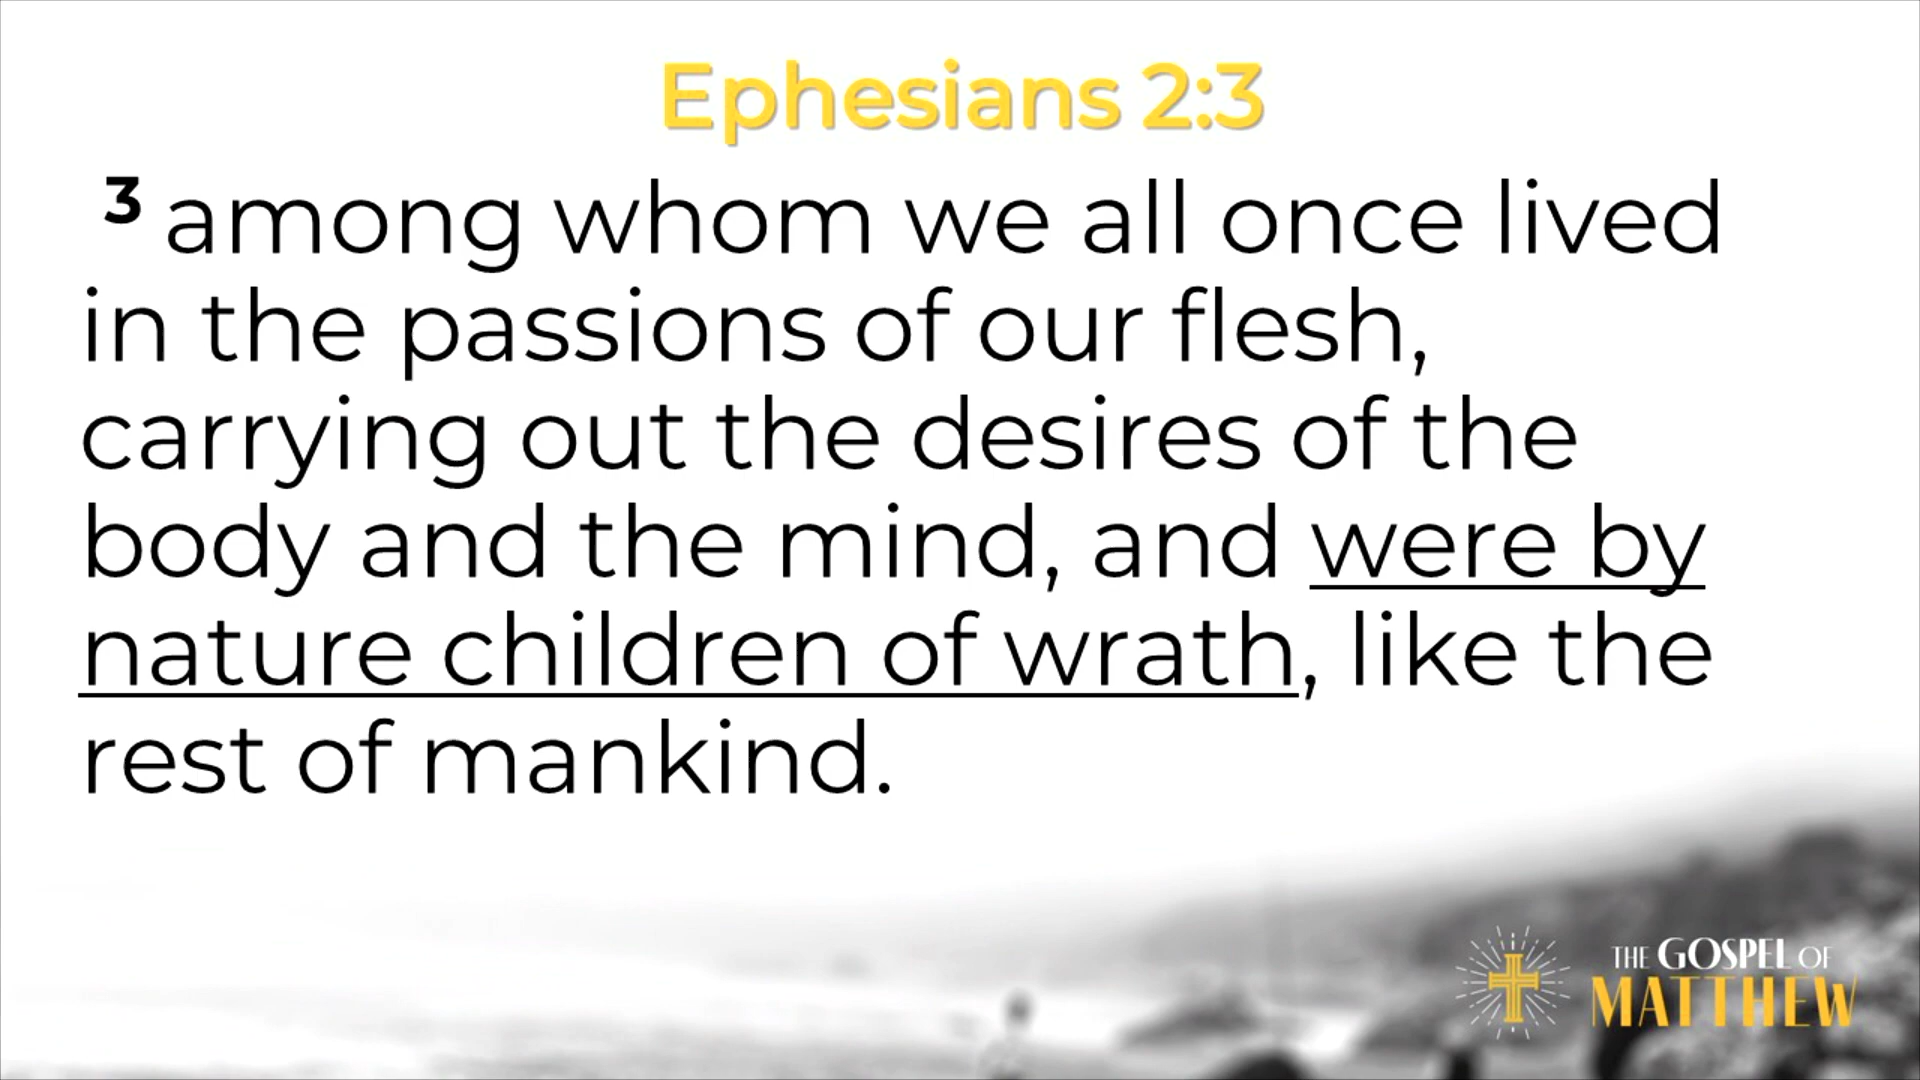 Ephesians 2:3
3 among whom we all once lived
in the passions of our flesh,
carrying out the desires of the
body and the mind, and were by
nature children of wrath, like the
rest of mankind.
THE GOSPEL OF
MATTHEW